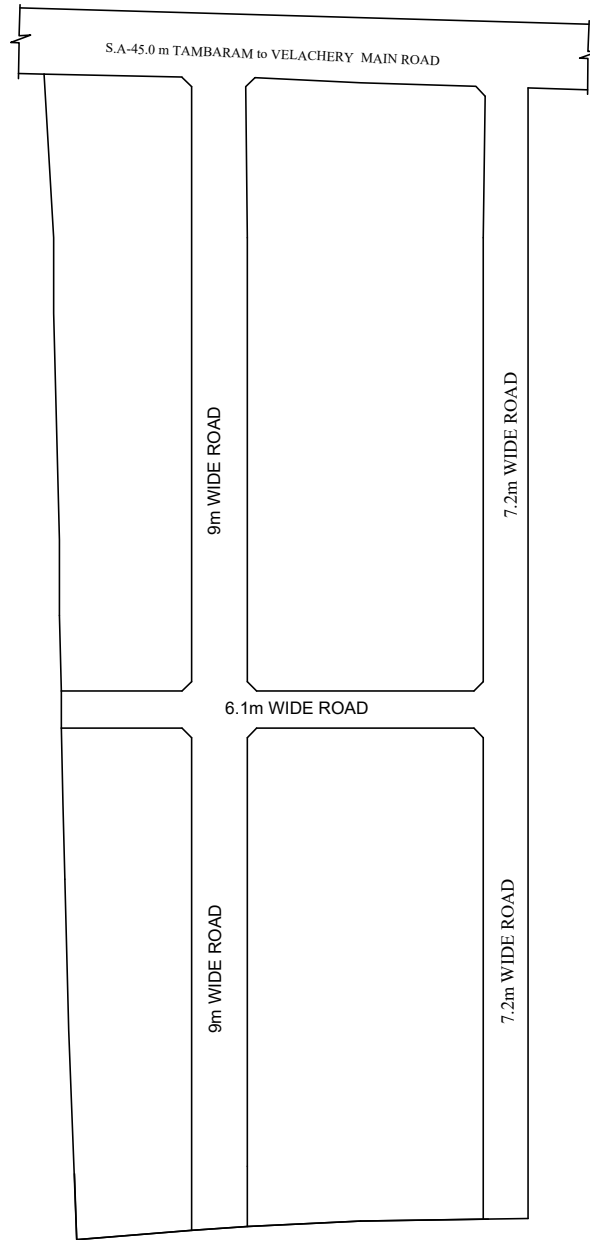 S.A-45.0 m TAMBARAM to VELACHERY MAIN ROAD
9m WIDE ROAD
7.2m WIDE ROAD
6.1m WIDE ROAD
9m WIDE ROAD
7.2m WIDE ROAD